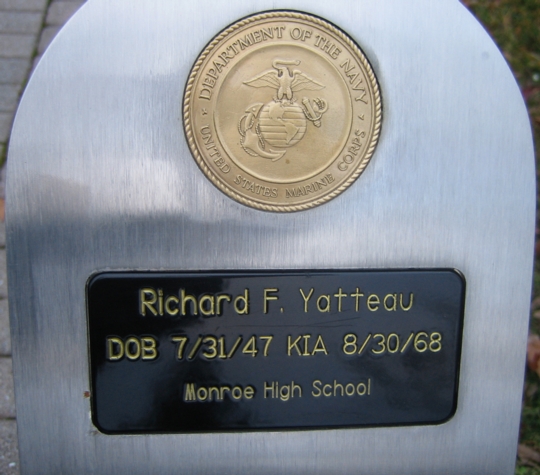 DEPARTMENT OF THE NAVY
UNITED STATES MARINE CORPS
Richard F. Yatteau
DOB 7/31/47 KIA 8/30/68
Monroe High School